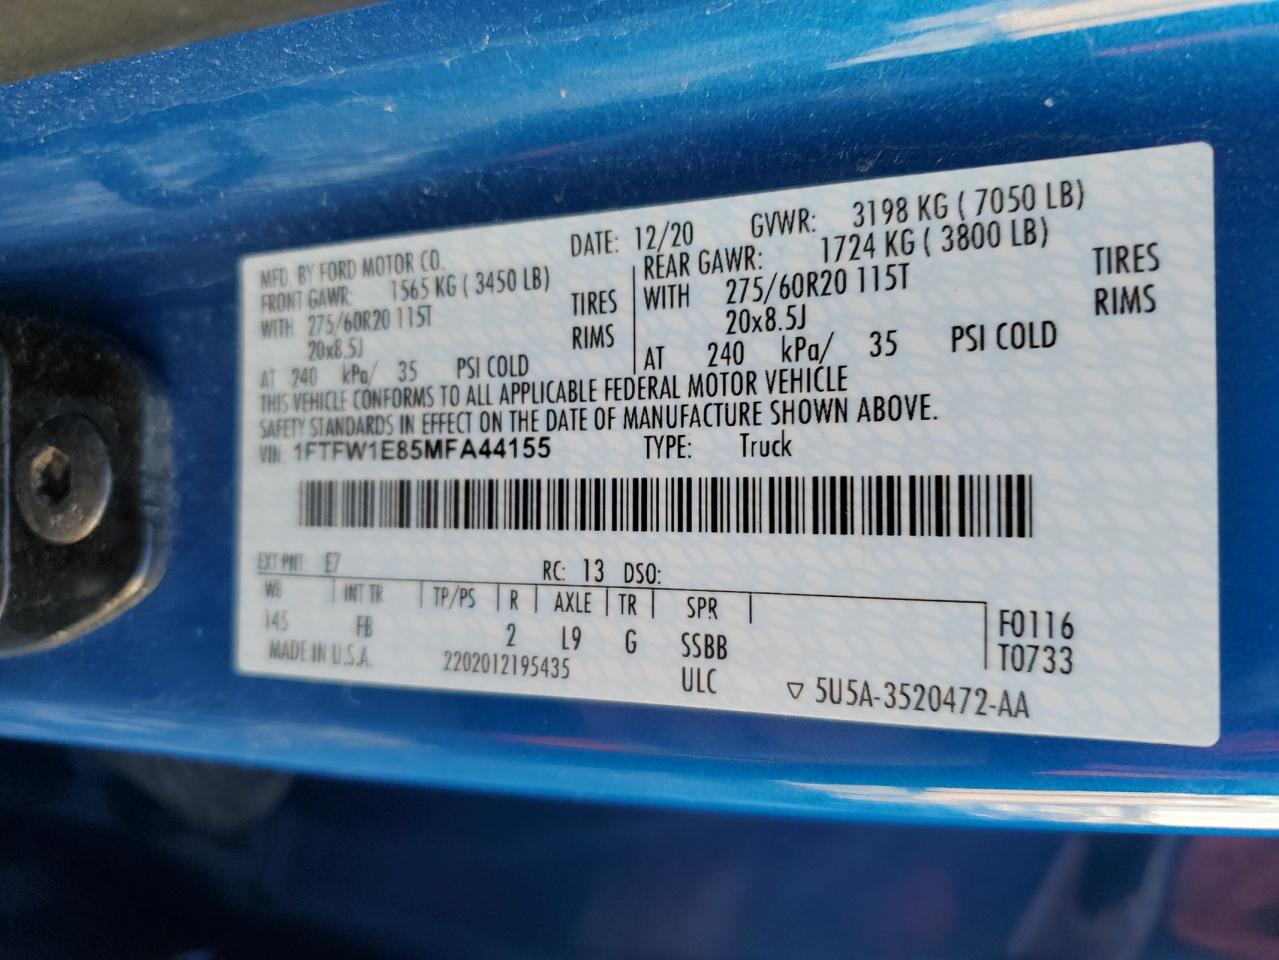 MFD. BY FORD MOTOR CO. DATE: 12/20 GVWR: 3198 KG ( 7050 LB)
FRONT GAWR: 1565 KG ( 3450 LB)
WITH 275/60R20 115T TIRES
20x8.5J RIMS
AT 240 kPa/ 35 PSI COLD
REAR GAWR: 1724 KG ( 3800 LB)
WITH 275/60R20 115T TIRES
20x8.5J RIMS
AT 240 kPa/ 35 PSI COLD
THIS VEHICLE CONFORMS TO ALL APPLICABLE FEDERAL MOTOR VEHICLE
SAFETY STANDARDS IN EFFECT ON THE DATE OF MANUFACTURE SHOWN ABOVE.
VIN: 1FTFW1E85MFA44155 TYPE: Truck
EXT PNT: E7 RC: 13 DSO:
WB INT TR TP/PS R AXLE TR SPR
145 FB 2 L9 G SSBB
F0116
T0733
MADE IN U.S.A. 2202012195435 ULC ▽ 5U5A-3520472-AA